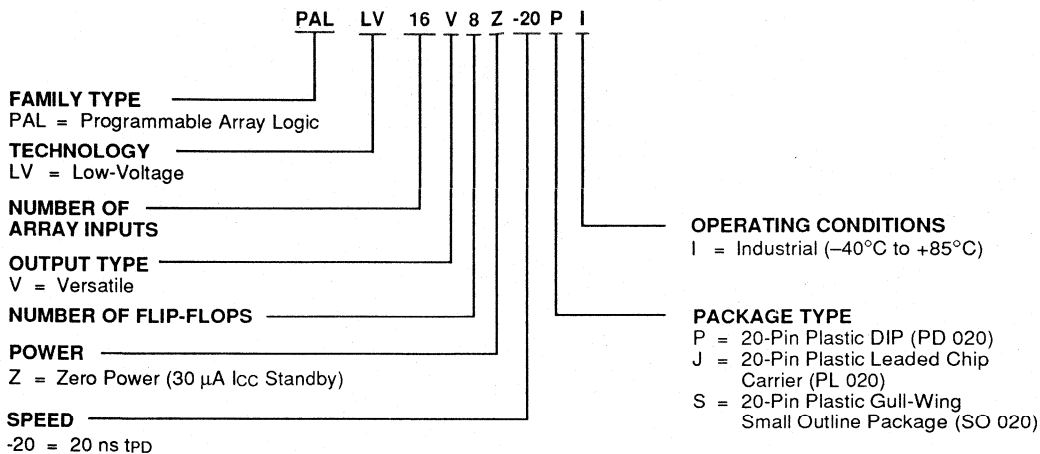 PAL LV 16 V 8 Z -20 P I
FAMILY TYPE
PAL = Programmable Array Logic
TECHNOLOGY
LV = Low-Voltage
NUMBER OF
ARRAY INPUTS
OUTPUT TYPE
V = Versatile
NUMBER OF FLIP-FLOPS
POWER
Z = Zero Power (30 µA ICC Standby)
SPEED
-20 = 20 ns tPD
OPERATING CONDITIONS
I = Industrial (–40°C to +85°C)
PACKAGE TYPE
P = 20-Pin Plastic DIP (PD 020)
J = 20-Pin Plastic Leaded Chip
Carrier (PL 020)
S = 20-Pin Plastic Gull-Wing
Small Outline Package (SO 020)